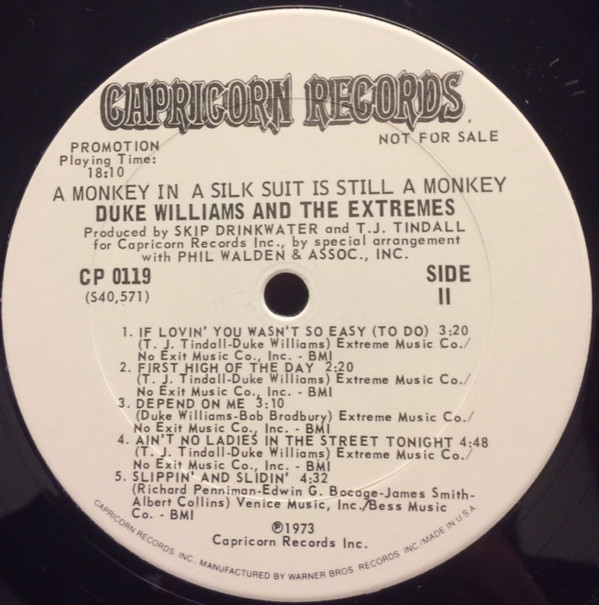 CAPRICORN RECORDS
PROMOTION
NOT FOR SALE
Playing Time:
18:10
A MONKEY IN A SILK SUIT IS STILL A MONKEY
DUKE WILLIAMS AND THE EXTREMES
Produced by SKIP DRINKWATER and T.J. TINDALL
for Capricorn Records Inc., by special arrangement
with PHIL WALDEN & ASSOC., INC.
CP 0119
(S40,571)
SIDE
II
1. IF LOVIN' YOU WASN'T SO EASY (TO DO) 3:20
(T. J. Tindall-Duke Williams) Extreme Music Co./
No Exit Music Co., Inc. - BMI
2. FIRST HIGH OF THE DAY 2:20
(T. J. Tindall-Duke Williams) Extreme Music Co./
No Exit Music Co., Inc. - BMI
3. DEPEND ON ME 3:10
(Duke Williams-Bob Bradbury) Extreme Music Co./
No Exit Music Co., Inc. - BMI
4. AIN'T NO LADIES IN THE STREET TONIGHT 4:48
(T. J. Tindall-Duke Williams) Extreme Music Co./
No Exit Music Co., Inc. - BMI
5. SLIPPIN' AND SLIDIN' 4:32
(Richard Penniman-Edwin G. Bocage-James Smith-
Albert Collins) Venice Music, Inc./Bess Music
Co. - BMI
℗1973
Capricorn Records Inc.
CAPRICORN RECORDS, INC., MANUFACTURED BY WARNER BROS. RECORDS INC./MADE IN U.S.A.